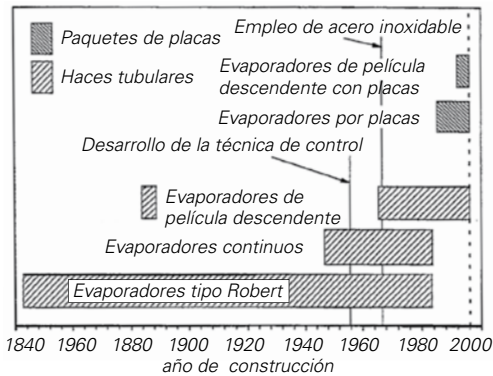 Empleo de acero inoxidable
Paquetes de placas
Haces tubulares
Evaporadores de película
descendente con placas
Evaporadores por placas
Desarrollo de la técnica de control
Evaporadores de
película descendente
Evaporadores continuos
Evaporadores tipo Robert
1840 1960 1880 1900 1920 1940 1960 1980 2000
año de construcción